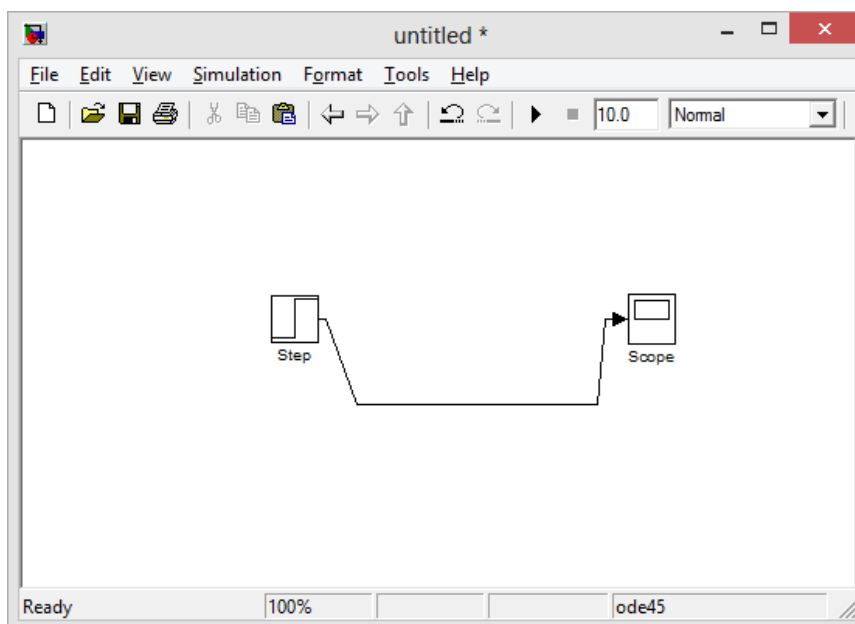 untitled *
File Edit View Simulation Format Tools Help
10.0 Normal
Step
Scope
Ready 100% ode45